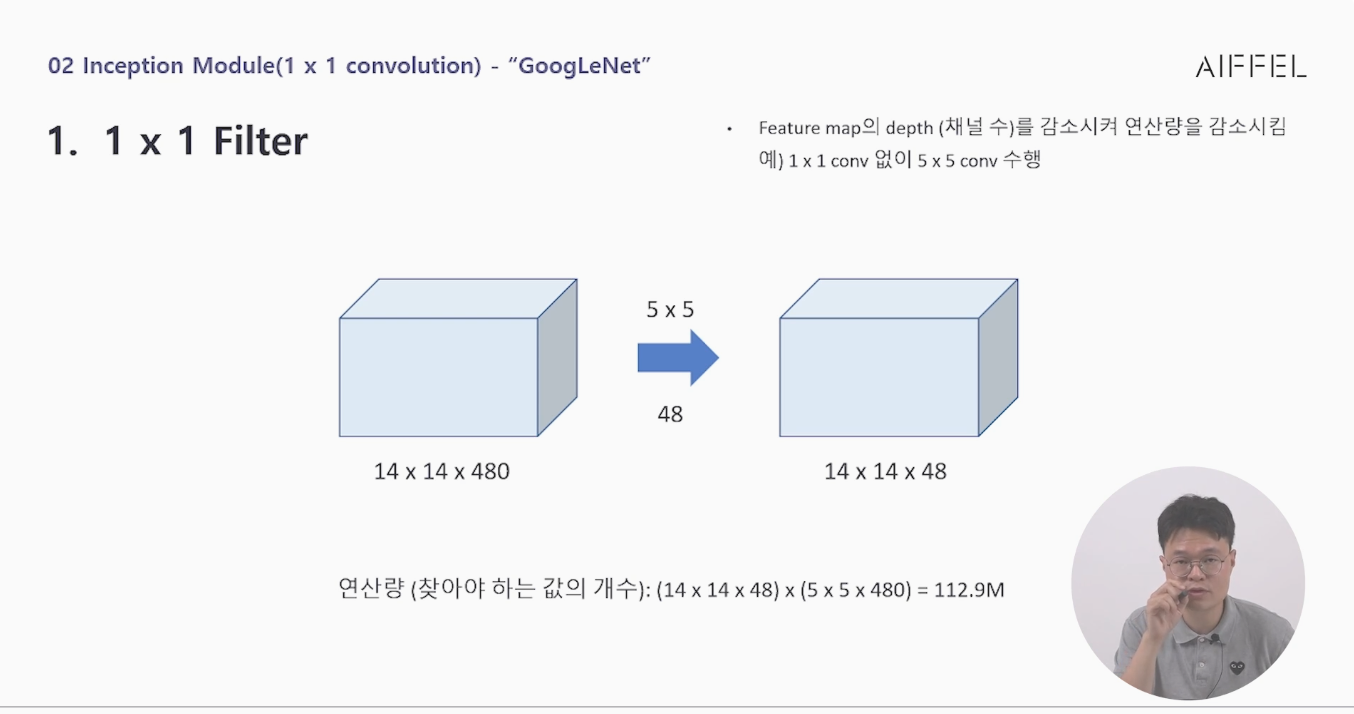 02 Inception Module(1 x 1 convolution) - “GoogLeNet”
AIFFEL
1. 1 x 1 Filter
• Feature map의 depth (채널 수)를 감소시켜 연산량을 감소시킴
예) 1 x 1 conv 없이 5 x 5 conv 수행
5 x 5
48
14 x 14 x 480
14 x 14 x 48
연산량 (찾아야 하는 값의 개수): (14 x 14 x 48) x (5 x 5 x 480) = 112.9M